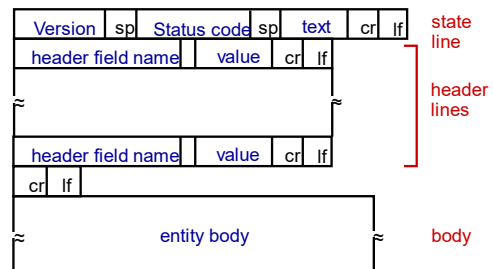 Version sp Status code sp text cr lf state
line
header field name value cr lf
header
lines
≈ ≈
header field name value cr lf
cr lf
≈ entity body ≈ body